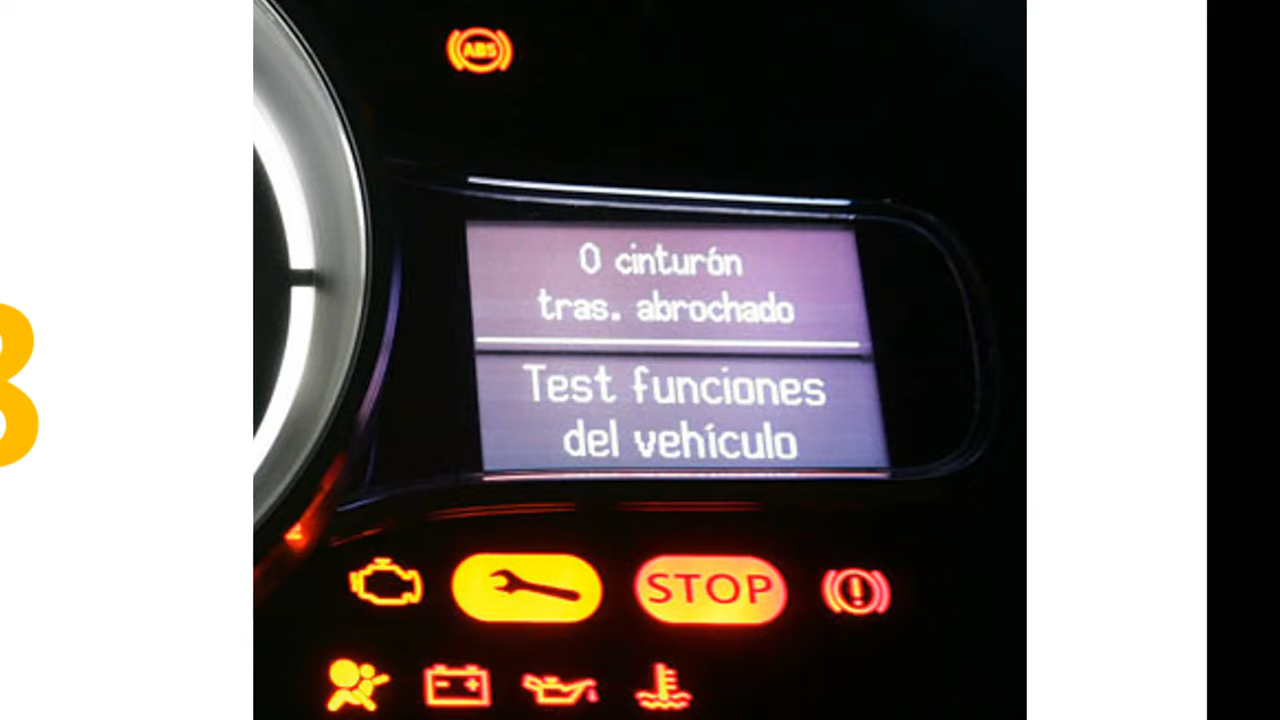 ABS
0 cinturón
tras. abrochado
Test funciones
del vehículo
STOP